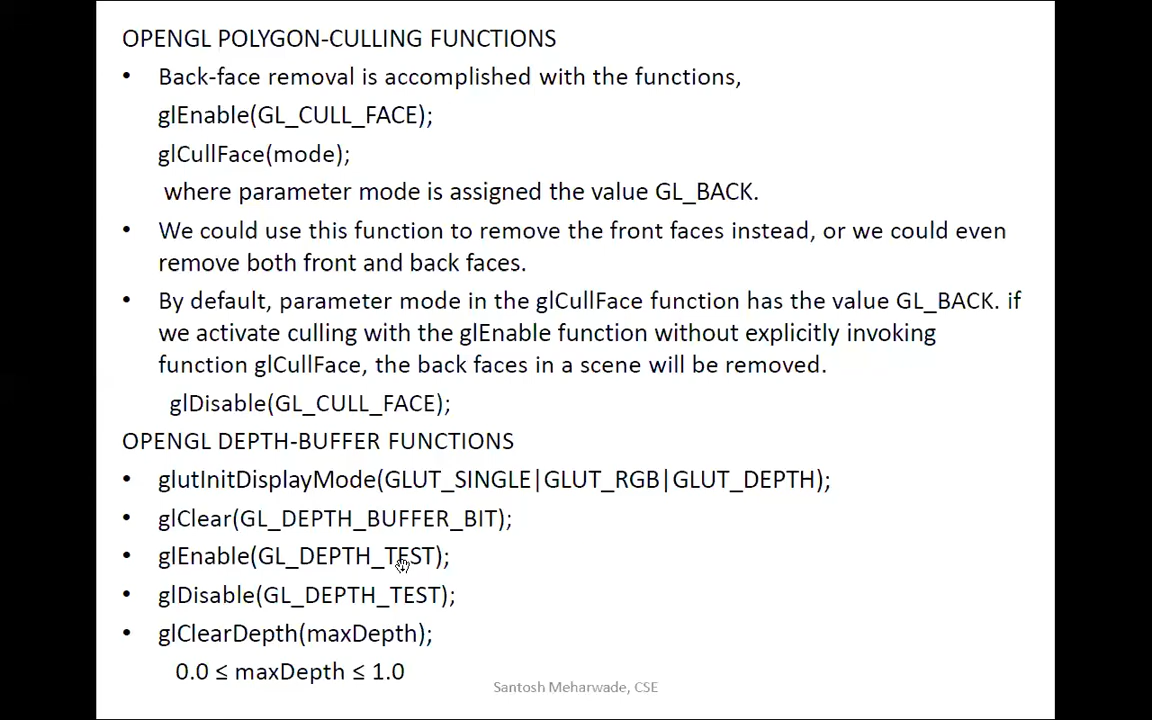 OPENGL POLYGON-CULLING FUNCTIONS
• Back-face removal is accomplished with the functions,
glEnable(GL_CULL_FACE);
glCullFace(mode);
where parameter mode is assigned the value GL_BACK.
• We could use this function to remove the front faces instead, or we could even
remove both front and back faces.
• By default, parameter mode in the glCullFace function has the value GL_BACK. if
we activate culling with the glEnable function without explicitly invoking
function glCullFace, the back faces in a scene will be removed.
glDisable(GL_CULL_FACE);
OPENGL DEPTH-BUFFER FUNCTIONS
• glutInitDisplayMode(GLUT_SINGLE|GLUT_RGB|GLUT_DEPTH);
• glClear(GL_DEPTH_BUFFER_BIT);
• glEnable(GL_DEPTH_TEST);
• glDisable(GL_DEPTH_TEST);
• glClearDepth(maxDepth);
0.0 ≤ maxDepth ≤ 1.0
Santosh Meharwade, CSE